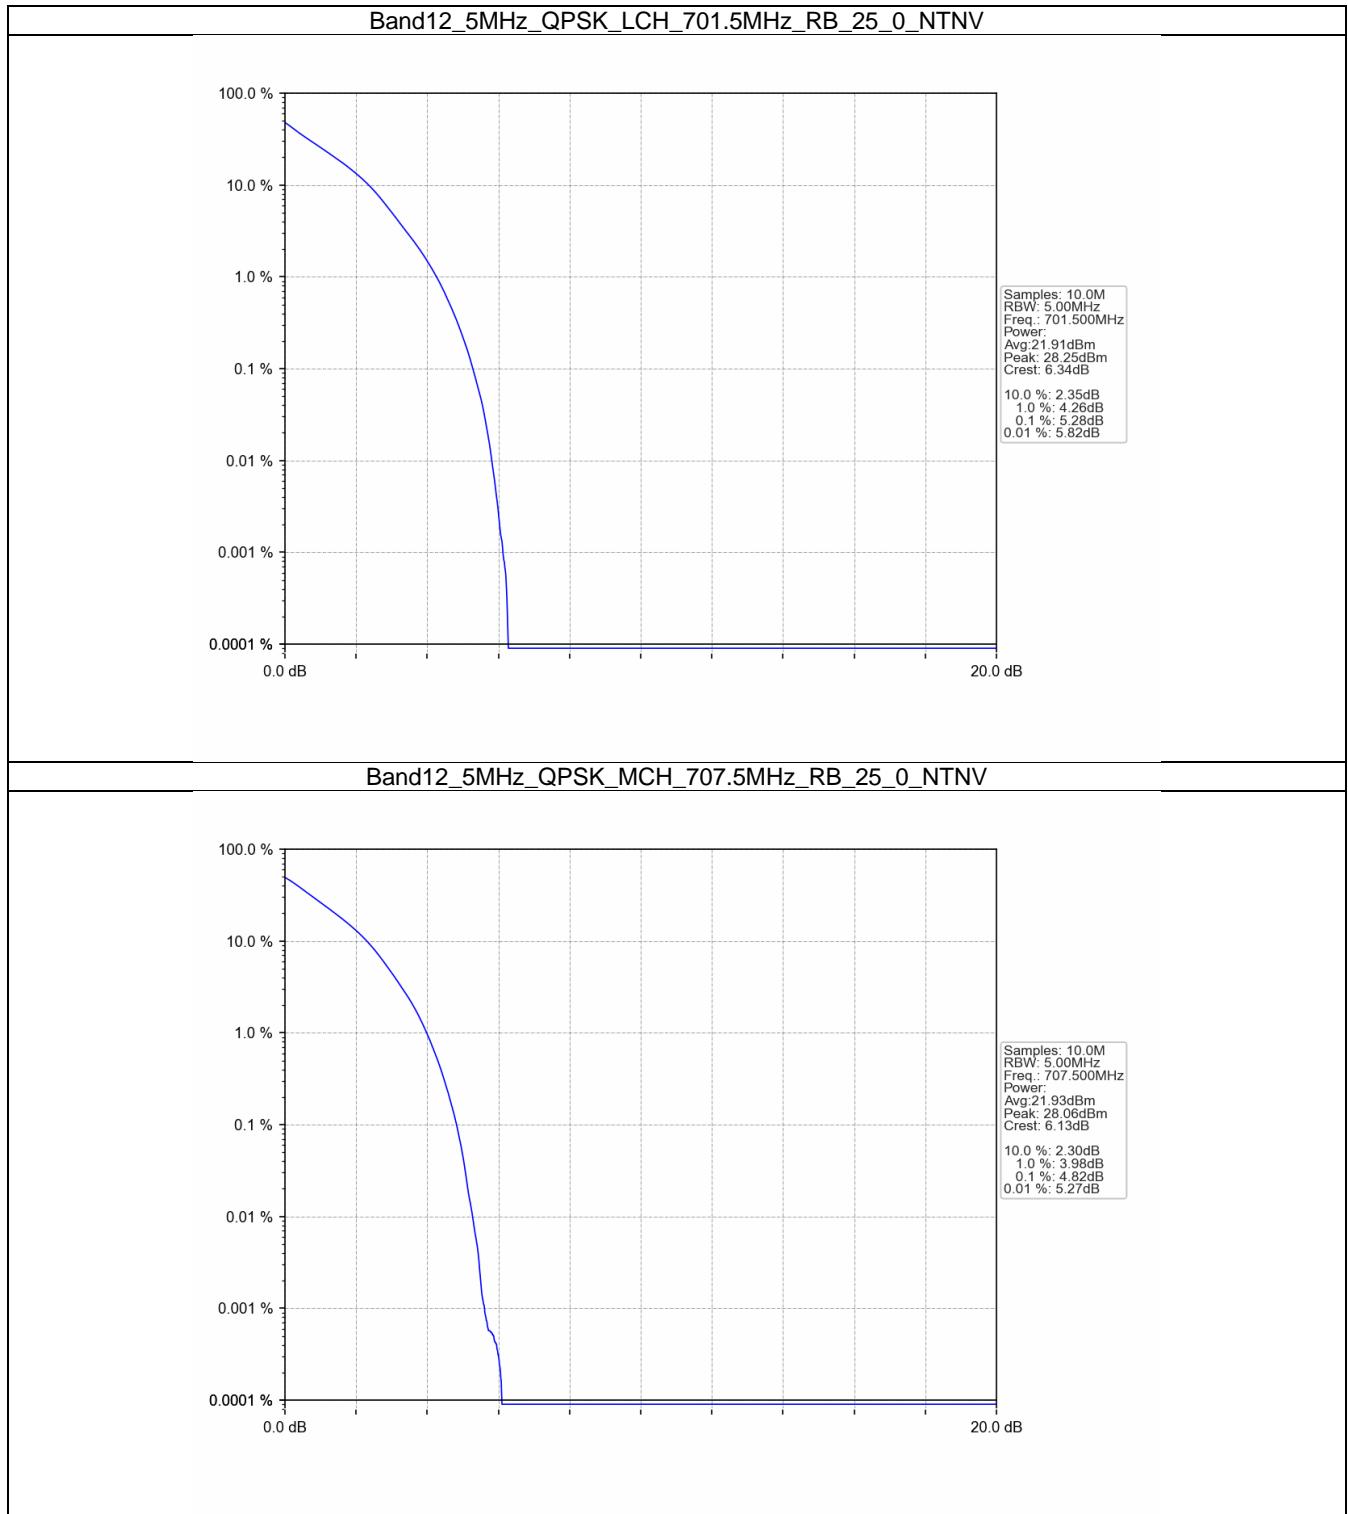 Band12_5MHz_QPSK_LCH_701.5MHz_RB_25_0_NTNV
100.0 %
10.0 %
1.0 %
0.1 %
0.01 %
0.001 %
0.0001 %
0.0 dB
20.0 dB
Samples: 10.0M
RBW: 5.00MHz
Freq.: 701.500MHz
Power:
Avg:21.91dBm
Peak: 28.25dBm
Crest: 6.34dB
10.0 %: 2.35dB
1.0 %: 4.26dB
0.1 %: 5.28dB
0.01 %: 5.82dB
Band12_5MHz_QPSK_MCH_707.5MHz_RB_25_0_NTNV
100.0 %
10.0 %
1.0 %
0.1 %
0.01 %
0.001 %
0.0001 %
0.0 dB
20.0 dB
Samples: 10.0M
RBW: 5.00MHz
Freq.: 707.500MHz
Power:
Avg:21.93dBm
Peak: 28.06dBm
Crest: 6.13dB
10.0 %: 2.30dB
1.0 %: 3.98dB
0.1 %: 4.82dB
0.01 %: 5.27dB